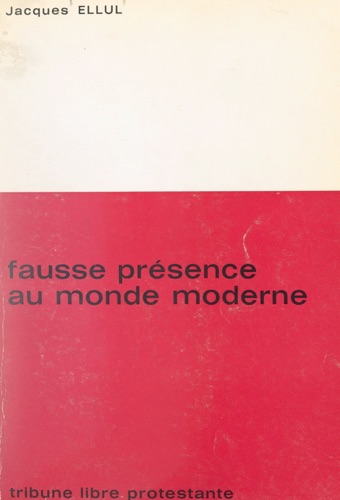 Jacques ELLUL
fausse présence
au monde moderne
tribune libre protestante